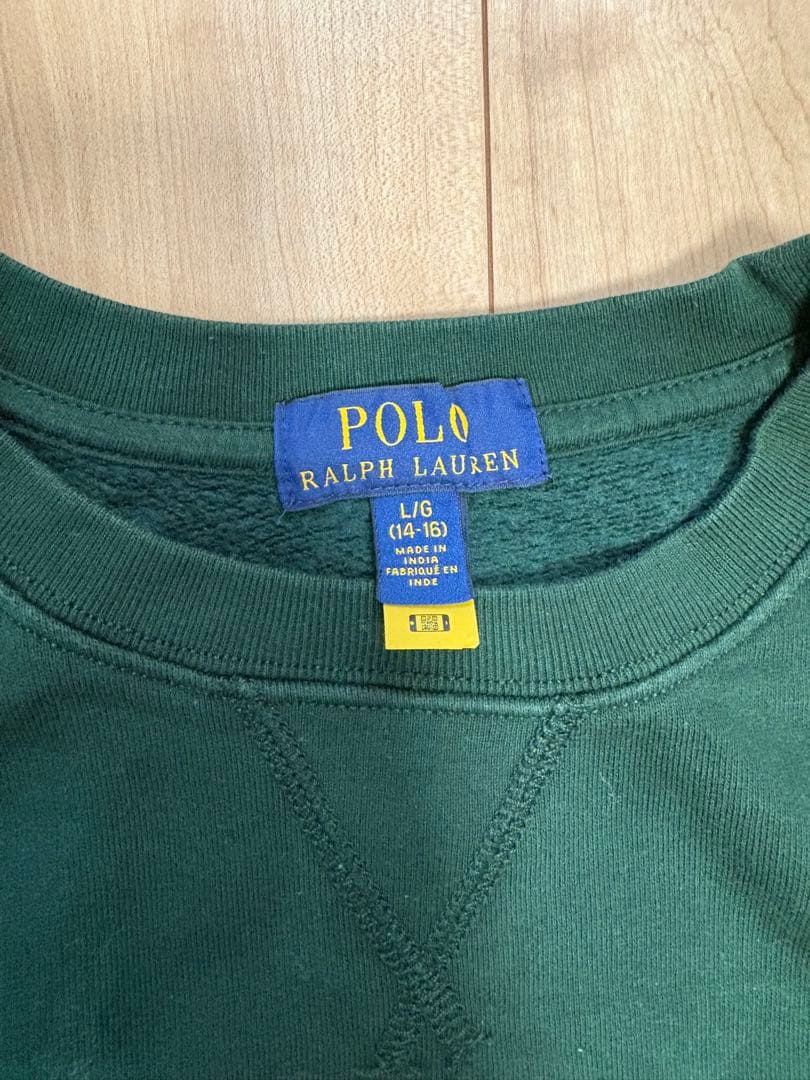 POLO
RALPH LAUREN
L/G
(14-16)
MADE IN
INDIA
FABRIQUÉ EN
INDE